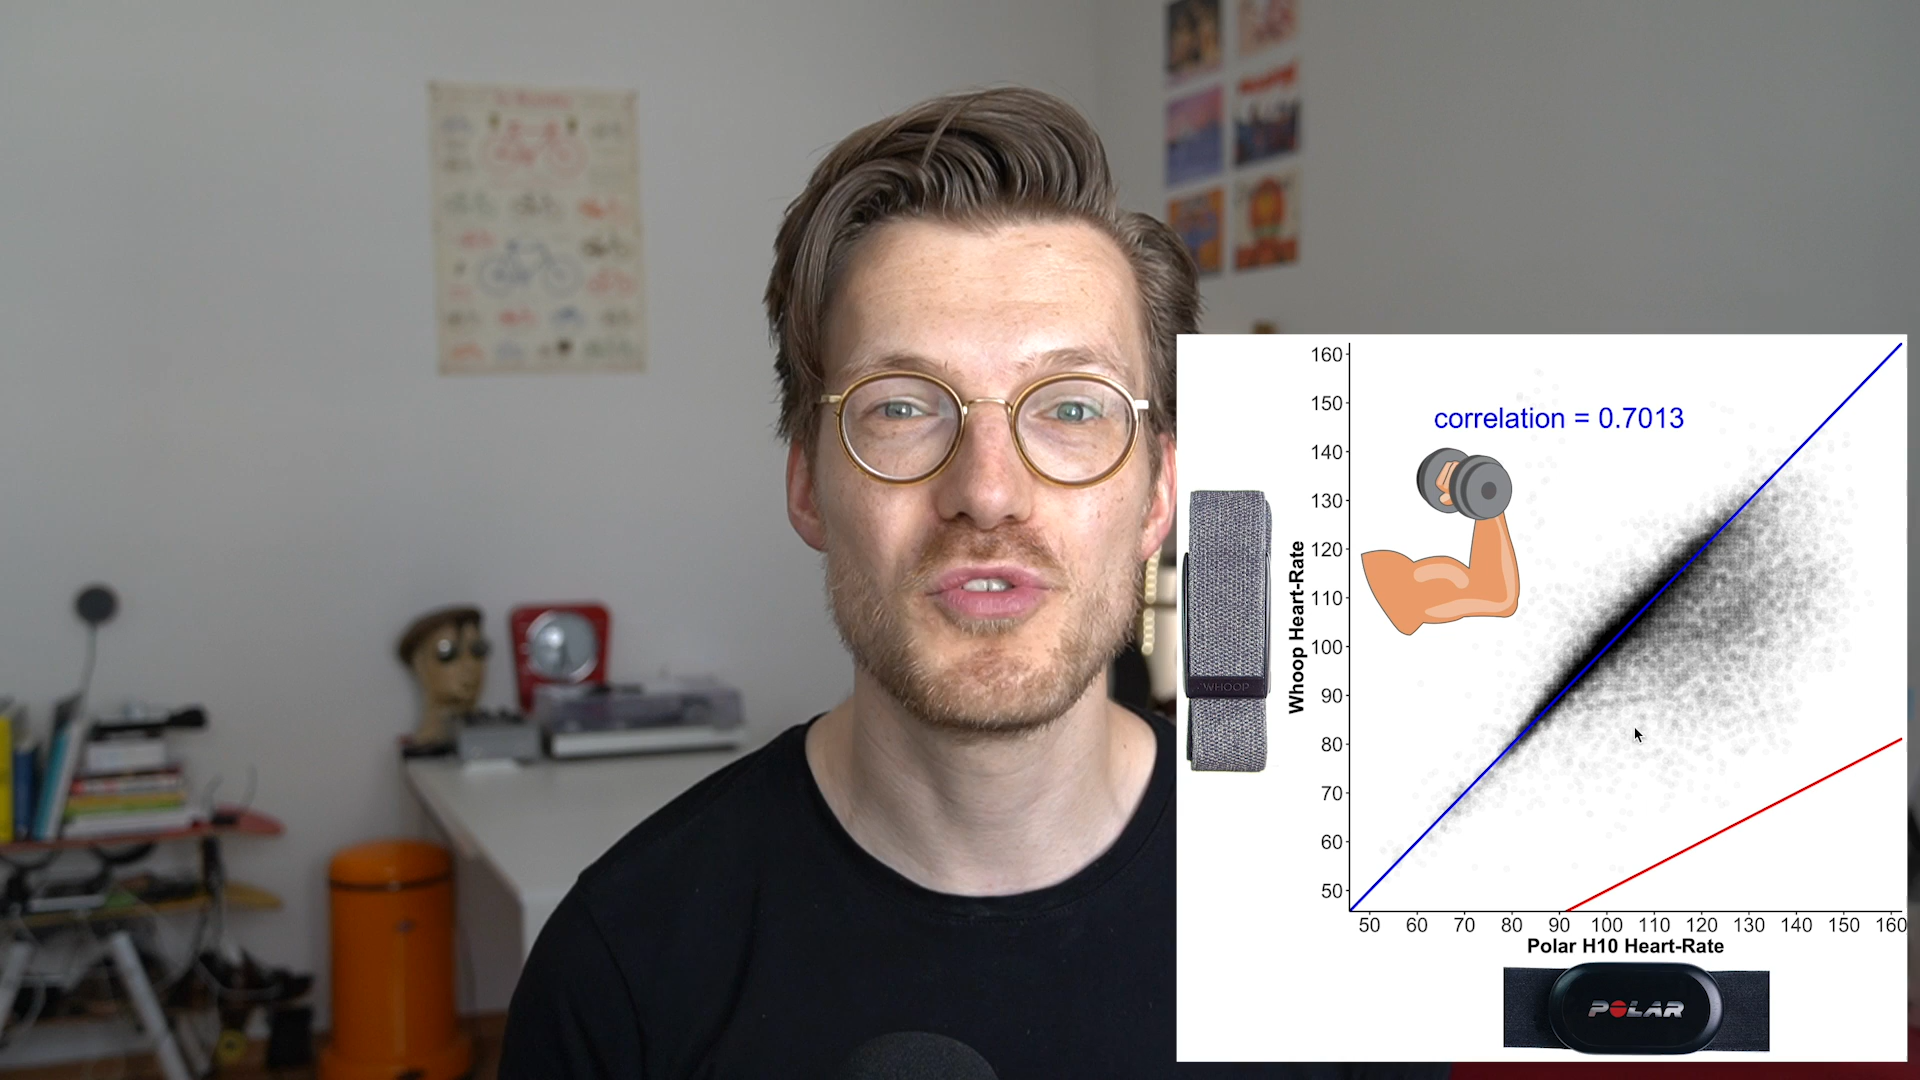 correlation = 0.7013
160
150
140
130
120
110
100
90
80
70
60
50
Whoop Heart-Rate
WHOOP
50 60 70 80 90 100 110 120 130 140 150 160
Polar H10 Heart-Rate
POLAR